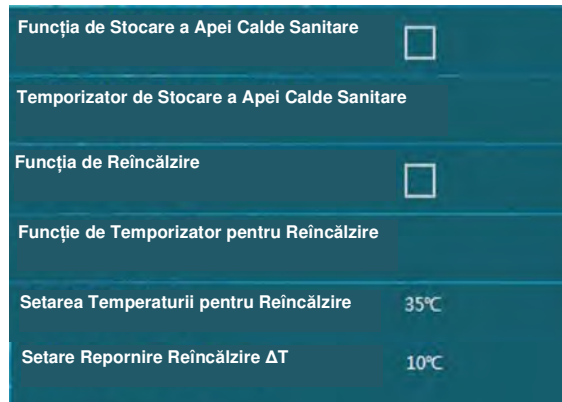 Funcția de Stocare a Apei Calde Sanitare
Temporizator de Stocare a Apei Calde Sanitare
Funcția de Reîncălzire
Funcție de Temporizator pentru Reîncălzire
Setarea Temperaturii pentru Reîncălzire 35℃
Setare Repornire Reîncălzire ΔT 10℃